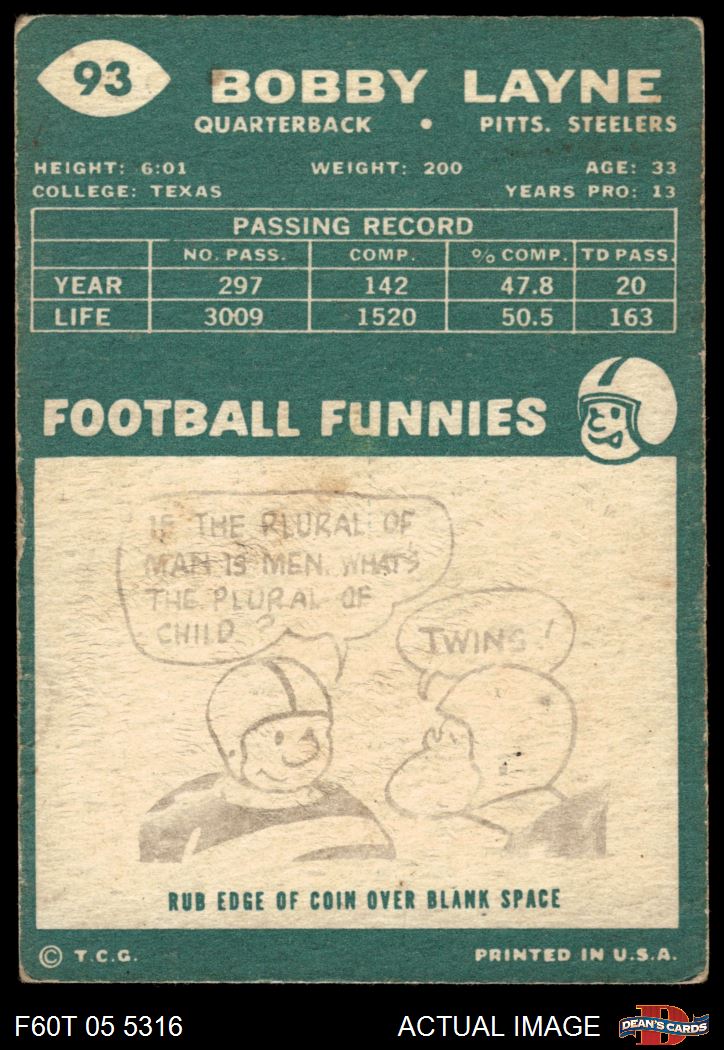 93
BOBBY LAYNE
QUARTERBACK • PITTS. STEELERS
HEIGHT: 6:01 WEIGHT: 200 AGE: 33
COLLEGE: TEXAS YEARS PRO: 13
PASSING RECORD
NO. PASS. COMP. % COMP. TD PASS.
YEAR 297 142 47.8 20
LIFE 3009 1520 50.5 163
FOOTBALL FUNNIES
IF THE PLURAL OF
MAN IS MEN. WHAT'S
THE PLURAL OF
CHILD?
TWINS!
RUB EDGE OF COIN OVER BLANK SPACE
© T.C.G. PRINTED IN U.S.A.
F60T 05 5316 ACTUAL IMAGE
D
DEAN'S CARDS